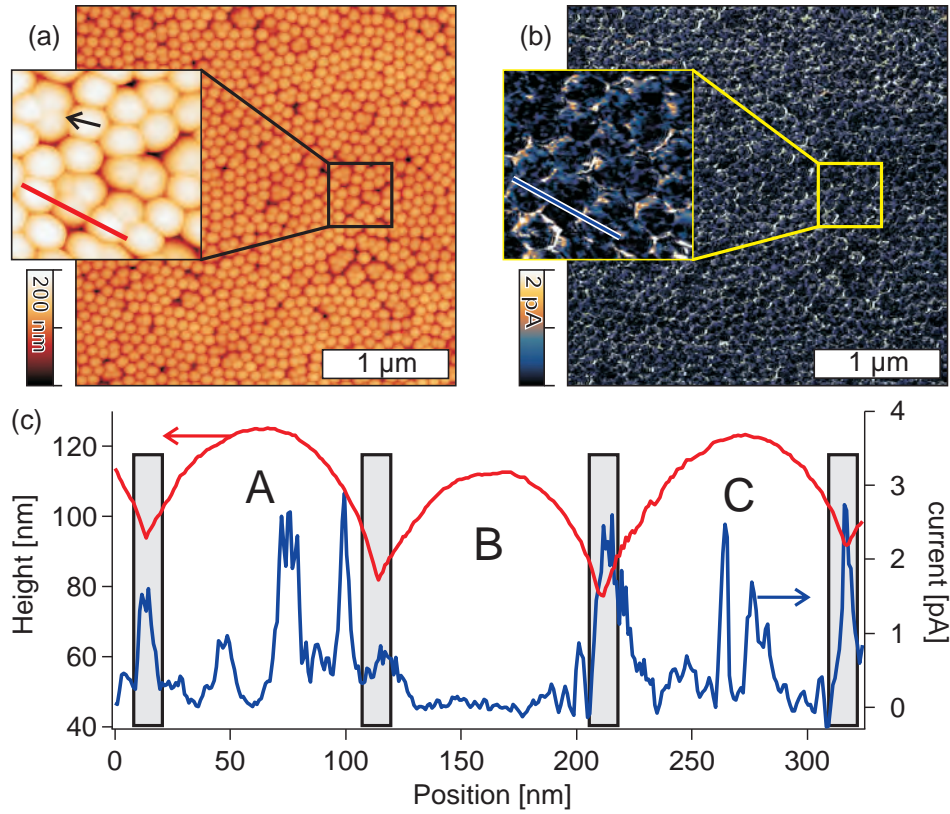 (a)
200 nm
1 µm
(b)
2 pA
1 µm
(c)
Height [nm]
120
100
80
60
40
A
B
C
4
3
2
1
0
current [pA]
0
50
100
150
200
250
300
Position [nm]